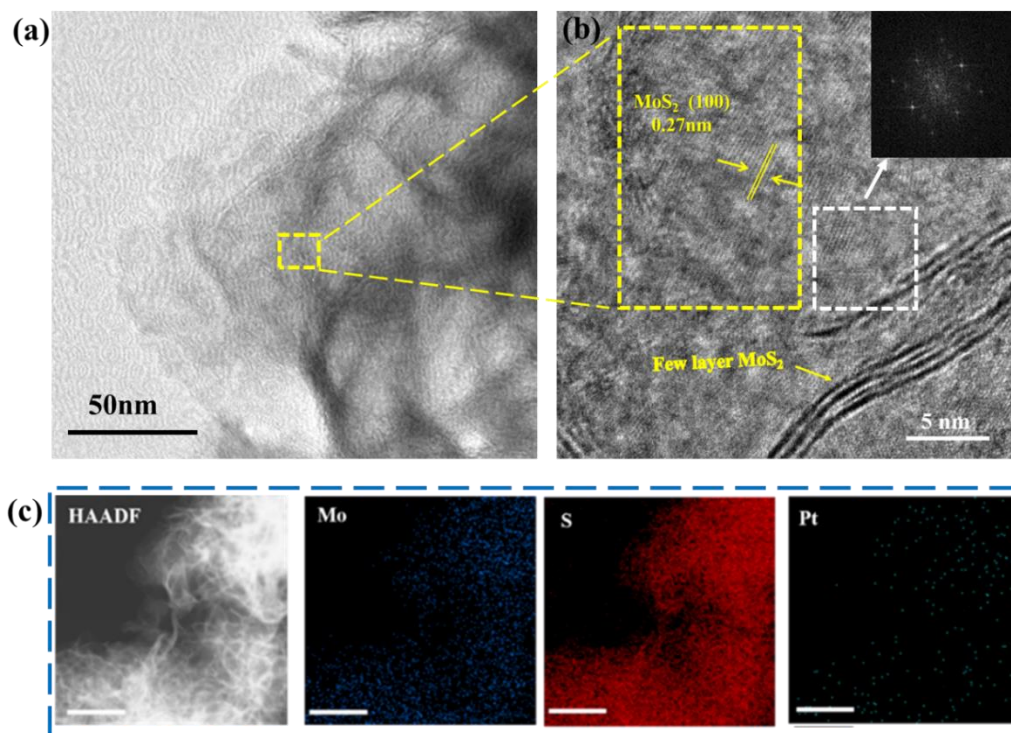 (a)
50nm
(b)
MoS₂ (100)
0.27nm
Few layer MoS₂
5 nm
(c)
HAADF
Mo
S
Pt